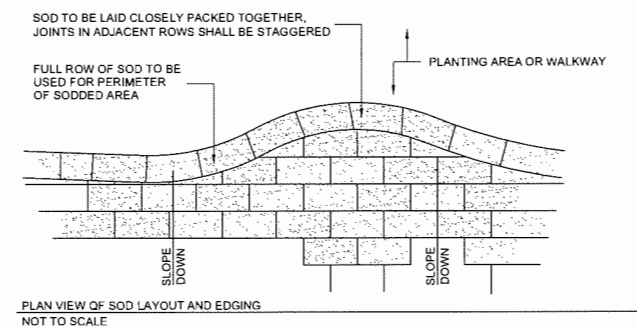 SOD TO BE LAID CLOSELY PACKED TOGETHER,
JOINTS IN ADJACENT ROWS SHALL BE STAGGERED
PLANTING AREA OR WALKWAY
FULL ROW OF SOD TO BE
USED FOR PERIMETER
OF SODDED AREA
SLOPE
DOWN
SLOPE
DOWN
PLAN VIEW OF SOD LAYOUT AND EDGING
NOT TO SCALE